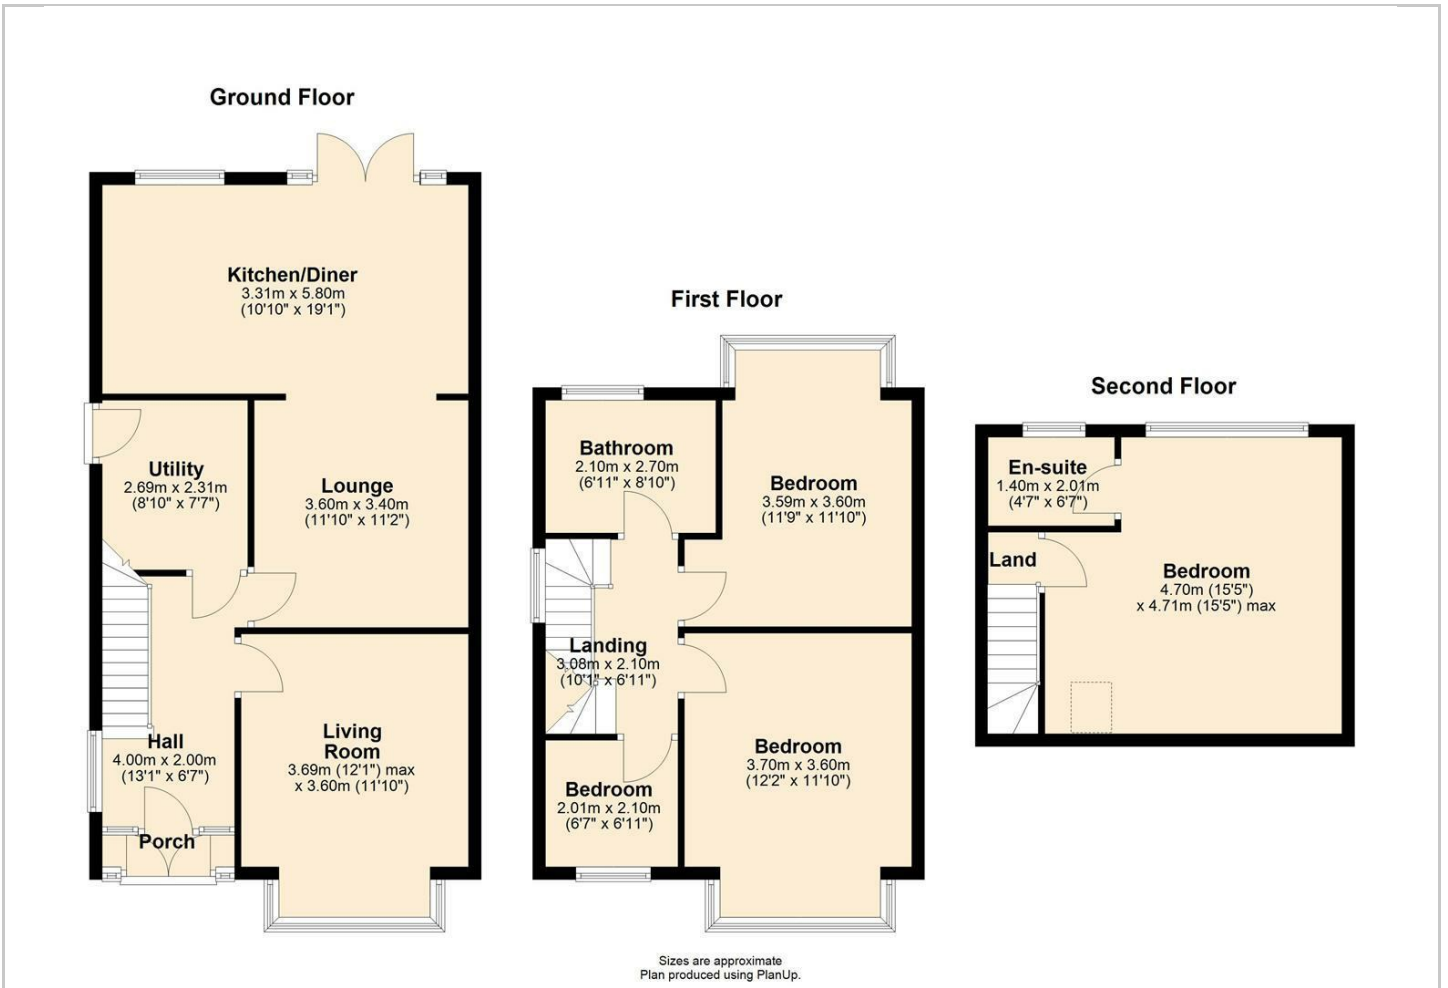 Ground Floor
Kitchen/Diner
3.31m x 5.80m
(10'10" x 19'1")
Utility
2.69m x 2.31m
(8'10" x 7'7")
Lounge
3.60m x 3.40m
(11'10" x 11'2")
Hall
4.00m x 2.00m
(13'1" x 6'7")
Living
Room
3.69m (12'1") max
x 3.60m (11'10")
Porch
First Floor
Bathroom
2.10m x 2.70m
(6'11" x 8'10")
Bedroom
3.59m x 3.60m
(11'9" x 11'10")
Landing
3.08m x 2.10m
(10'1" x 6'11")
Bedroom
3.70m x 3.60m
(12'2" x 11'10")
Bedroom
2.01m x 2.10m
(6'7" x 6'11")
Second Floor
En-suite
1.40m x 2.01m
(4'7" x 6'7")
Land
Bedroom
4.70m (15'5")
x 4.71m (15'5") max
Sizes are approximate
Plan produced using PlanUp.